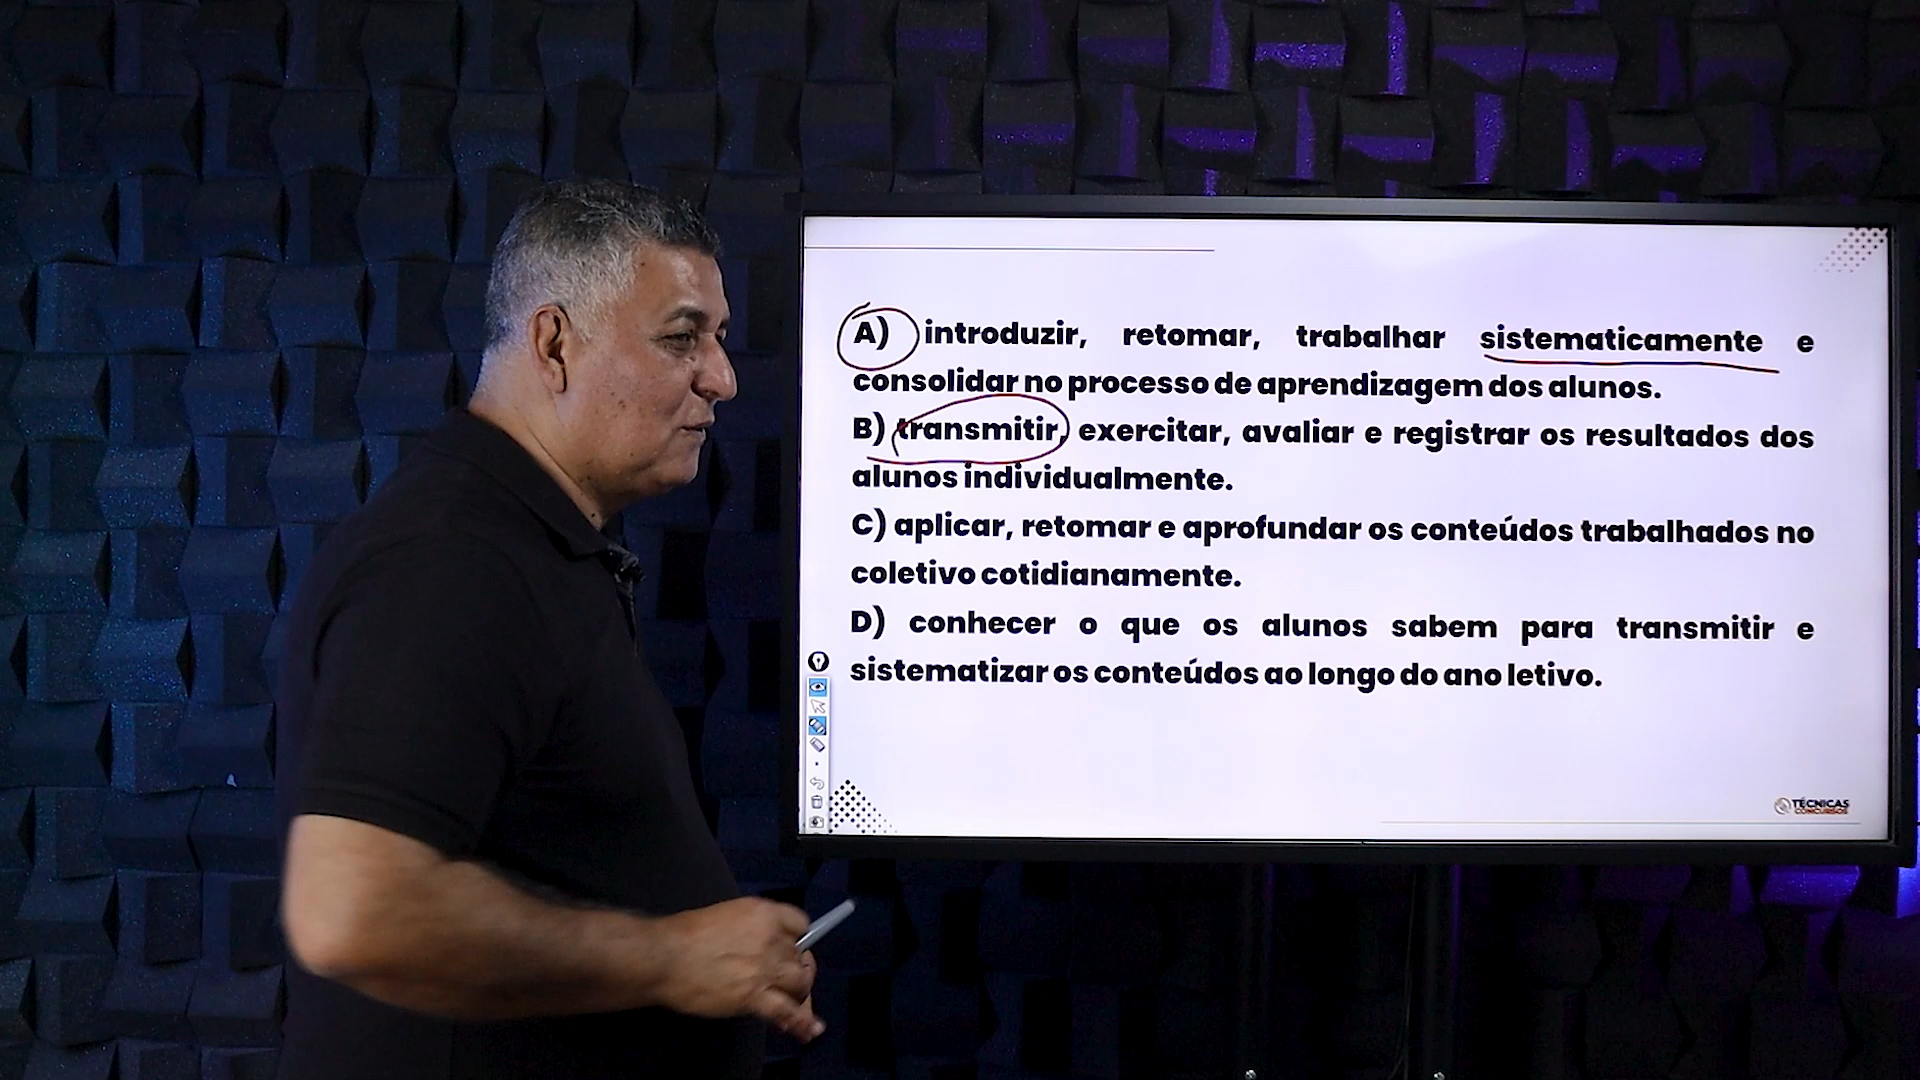 A) introduzir, retomar, trabalhar sistematicamente e
consolidar no processo de aprendizagem dos alunos.
B) transmitir, exercitar, avaliar e registrar os resultados dos
alunos individualmente.
C) aplicar, retomar e aprofundar os conteúdos trabalhados no
coletivo cotidianamente.
D) conhecer o que os alunos sabem para transmitir e
sistematizar os conteúdos ao longo do ano letivo.
TÉCNICAS
CONCURSOS